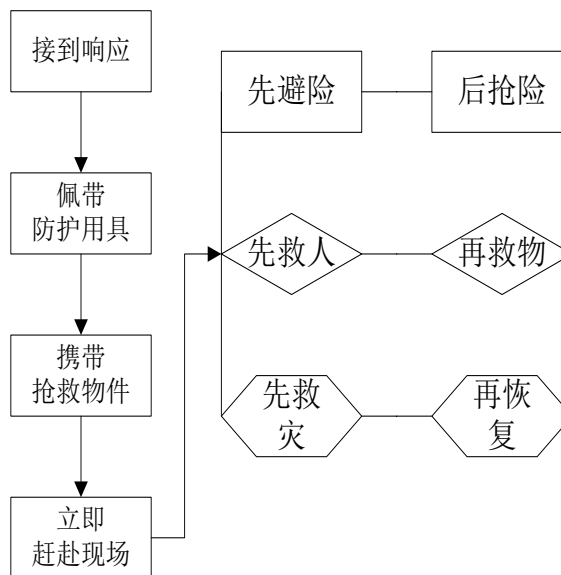 接到响应
佩带
防护用具
携带
抢救物件
立即
赶赴现场
先避险
后抢险
先救人
再救物
先救
灾
再恢
复